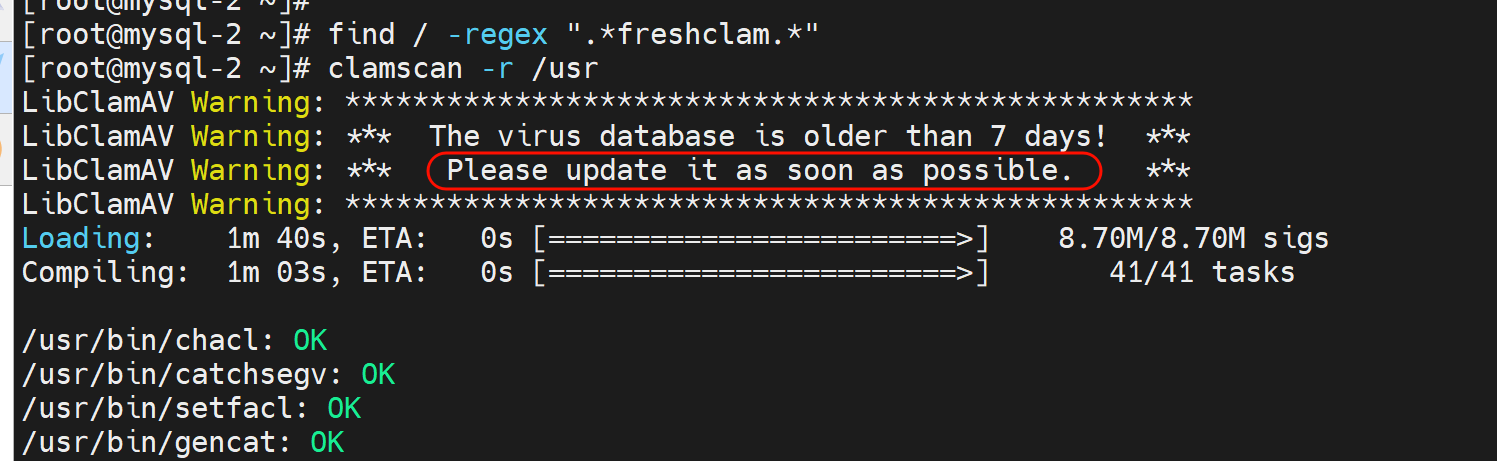 [root@mysql-2 ~]#
[root@mysql-2 ~]# find / -regex ".*freshclam.*"
[root@mysql-2 ~]# clamscan -r /usr
LibClamAV Warning: **************************************************
LibClamAV Warning: ***  The virus database is older than 7 days!  ***
LibClamAV Warning: ***   Please update it as soon as possible.    ***
LibClamAV Warning: **************************************************
Loading:    1m 40s, ETA:   0s [========================>]    8.70M/8.70M sigs
Compiling:  1m 03s, ETA:   0s [========================>]       41/41 tasks
/usr/bin/chacl: OK
/usr/bin/catchsegv: OK
/usr/bin/setfacl: OK
/usr/bin/gencat: OK